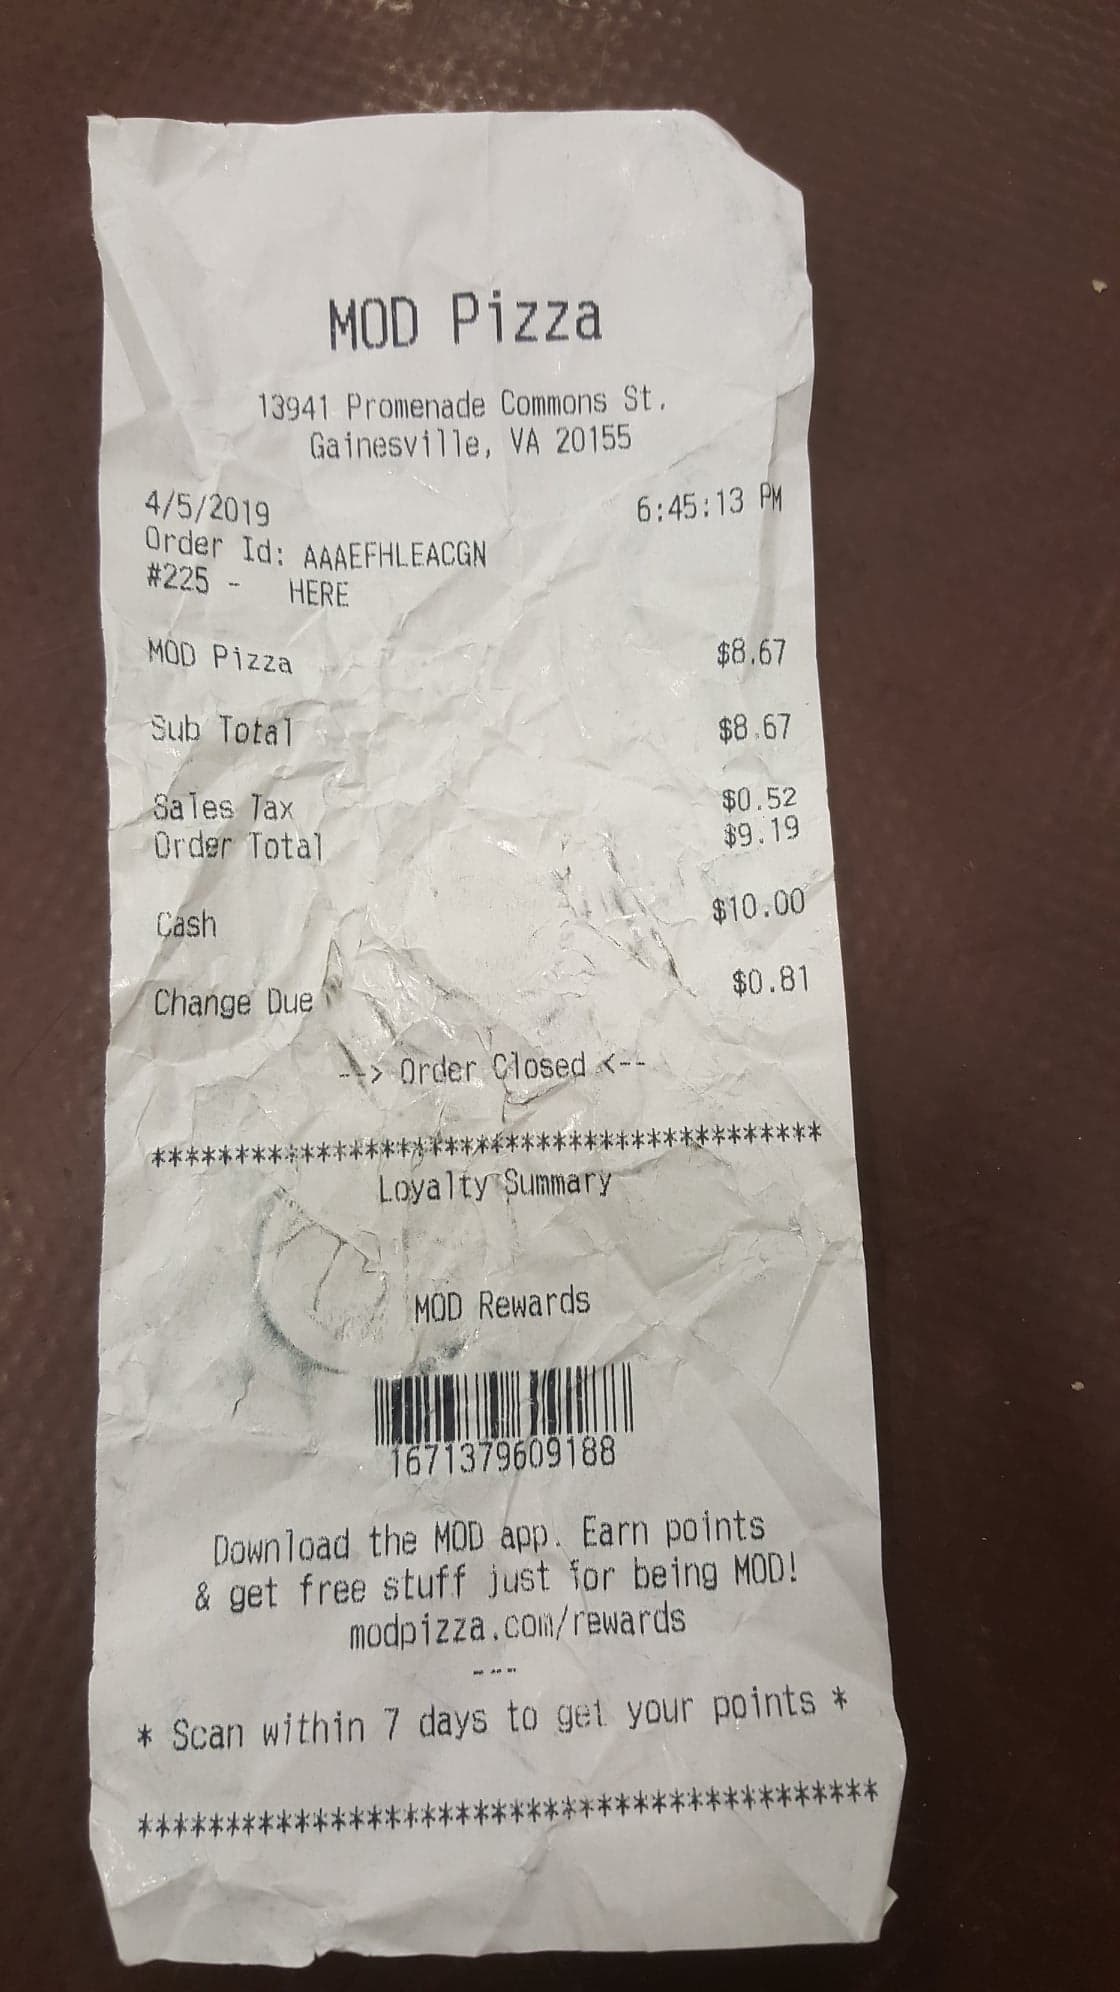 MOD Pizza
13941 Promenade Commons St.
Gainesville, VA 20155
4/5/2019 6:45:13 PM
Order Id: AAAEFHLEACGN
#225 - HERE
MOD Pizza $8.67
Sub Total $8.67
Sales Tax $0.52
Order Total $9.19
Cash $10.00
Change Due $0.81
--> Order Closed <--
*******************************************
Loyalty Summary
MOD Rewards
1671379609188
Download the MOD app. Earn points
& get free stuff just for being MOD!
modpizza.com/rewards
---
* Scan within 7 days to get your points *
*******************************************